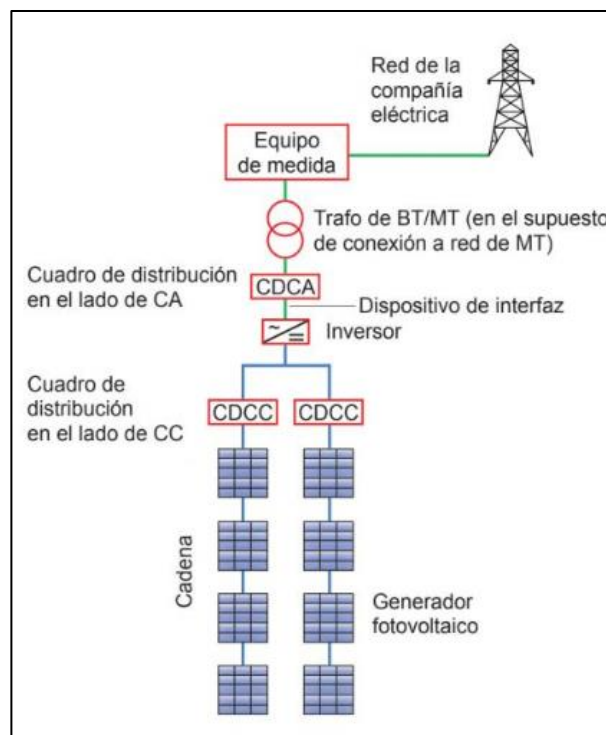 Red de la
compañía
eléctrica
Equipo
de medida
Trafo de BT/MT (en el supuesto
de conexión a red de MT)
Cuadro de distribución
en el lado de CA
CDCA
Dispositivo de interfaz
Inversor
Cuadro de
distribución
en el lado de CC
CDCC
CDCC
Cadena
Generador
fotovoltaico